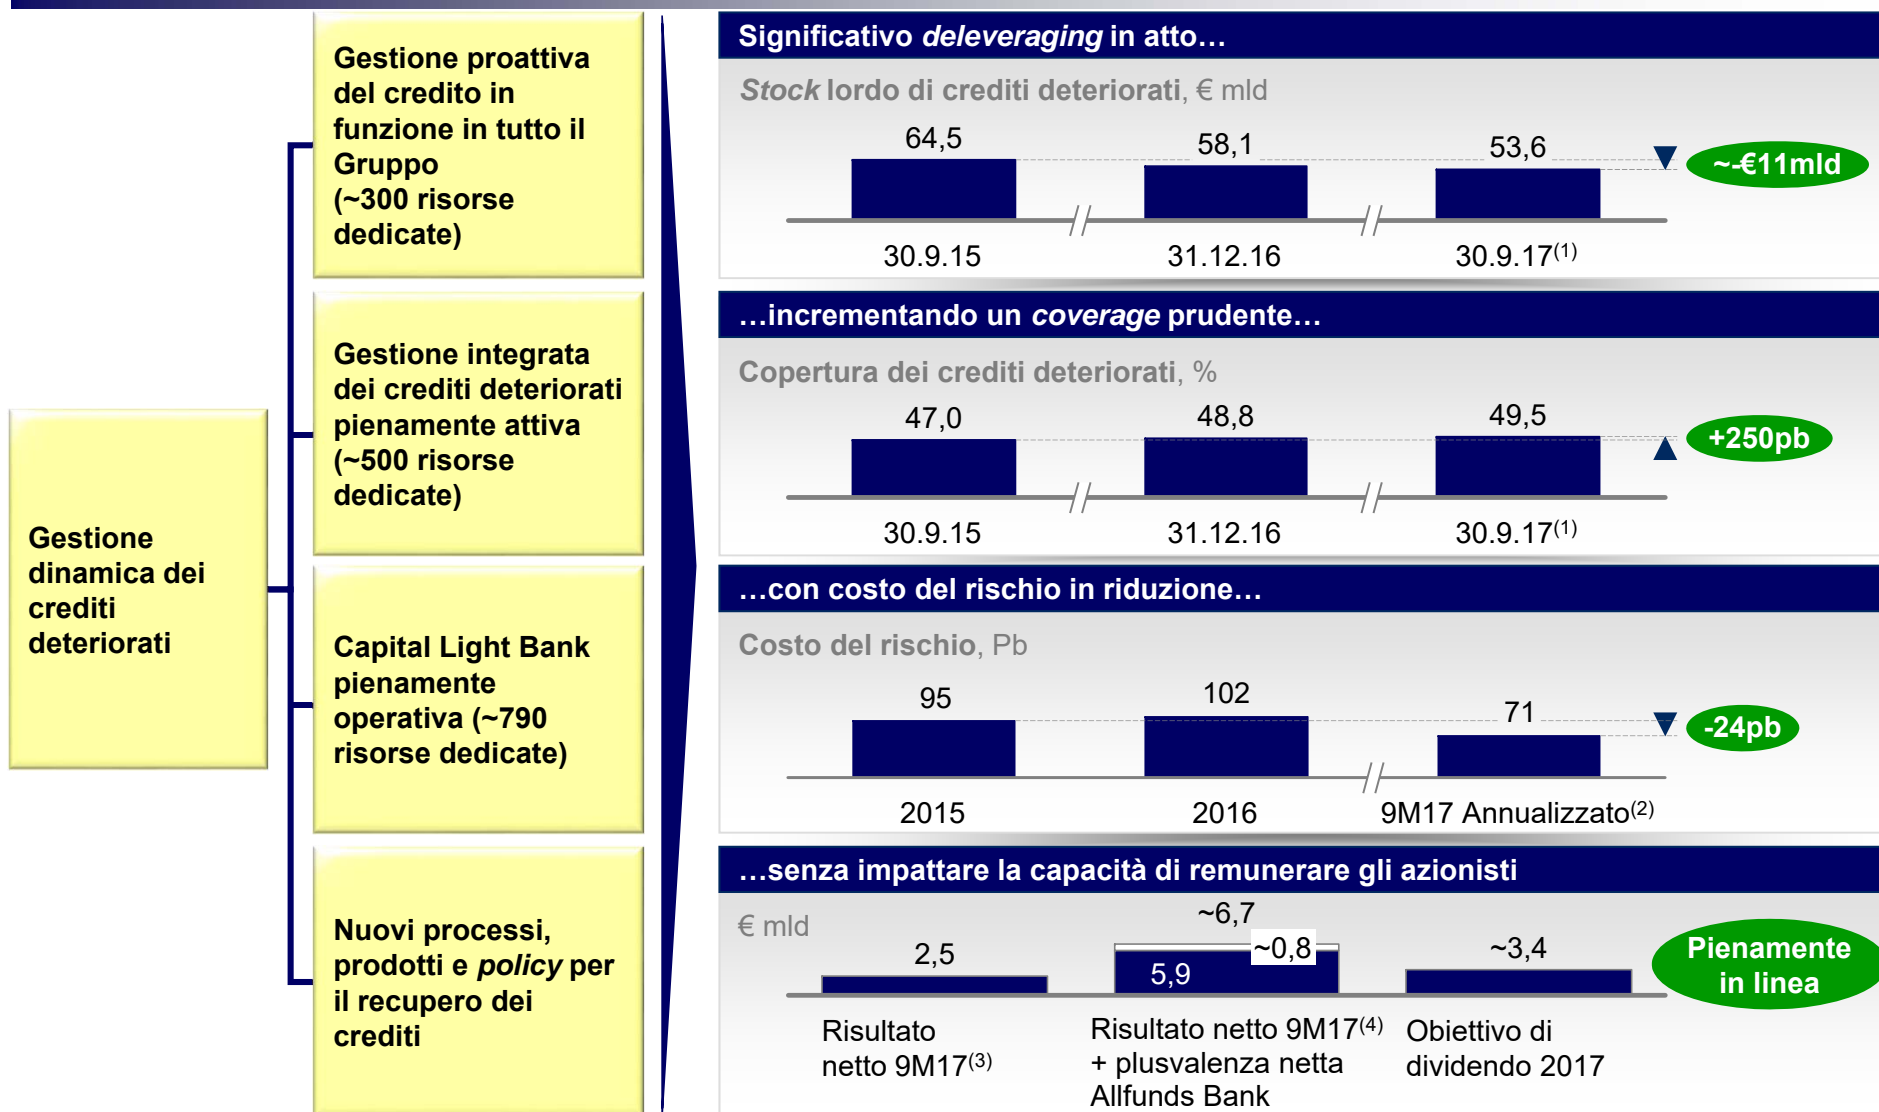 Gestione
dinamica dei
crediti
deteriorati
Gestione proattiva
del credito in
funzione in tutto il
Gruppo
(~300 risorse
dedicate)
Gestione integrata
dei crediti deteriorati
pienamente attiva
(~500 risorse
dedicate)
Capital Light Bank
pienamente
operativa (~790
risorse dedicate)
Nuovi processi,
prodotti e policy per
il recupero dei
crediti
Significativo deleveraging in atto…
Stock lordo di crediti deteriorati, € mld
64,5 58,1 53,6
~-€11mld
30.9.15 31.12.16 30.9.17(1)
…incrementando un coverage prudente…
Copertura dei crediti deteriorati, %
47,0 48,8 49,5
+250pb
30.9.15 31.12.16 30.9.17(1)
…con costo del rischio in riduzione…
Costo del rischio, Pb
95 102 71
-24pb
2015 2016 9M17 Annualizzato(2)
…senza impattare la capacità di remunerare gli azionisti
€ mld
2,5
~6,7
~0,8
5,9
~3,4
Pienamente
in linea
Risultato
netto 9M17(3)
Risultato netto 9M17(4)
+ plusvalenza netta
Allfunds Bank
Obiettivo di
dividendo 2017